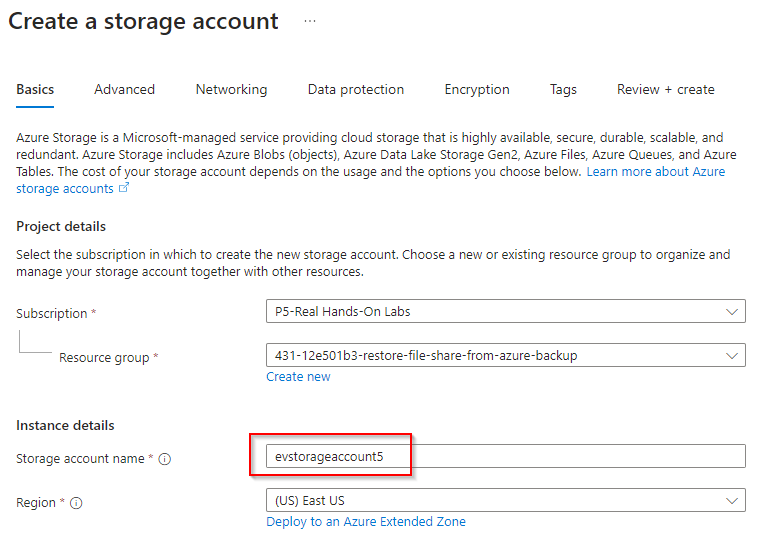 Create a storage account ...
Basics Advanced Networking Data protection Encryption Tags Review + create
Azure Storage is a Microsoft-managed service providing cloud storage that is highly available, secure, durable, scalable, and
redundant. Azure Storage includes Azure Blobs (objects), Azure Data Lake Storage Gen2, Azure Files, Azure Queues, and Azure
Tables. The cost of your storage account depends on the usage and the options you choose below. Learn more about Azure
storage accounts
Project details
Select the subscription in which to create the new storage account. Choose a new or existing resource group to organize and
manage your storage account together with other resources.
Subscription * P5-Real Hands-On Labs
Resource group * 431-12e501b3-restore-file-share-from-azure-backup
Create new
Instance details
Storage account name * evstorageaccount5
Region * (US) East US
Deploy to an Azure Extended Zone